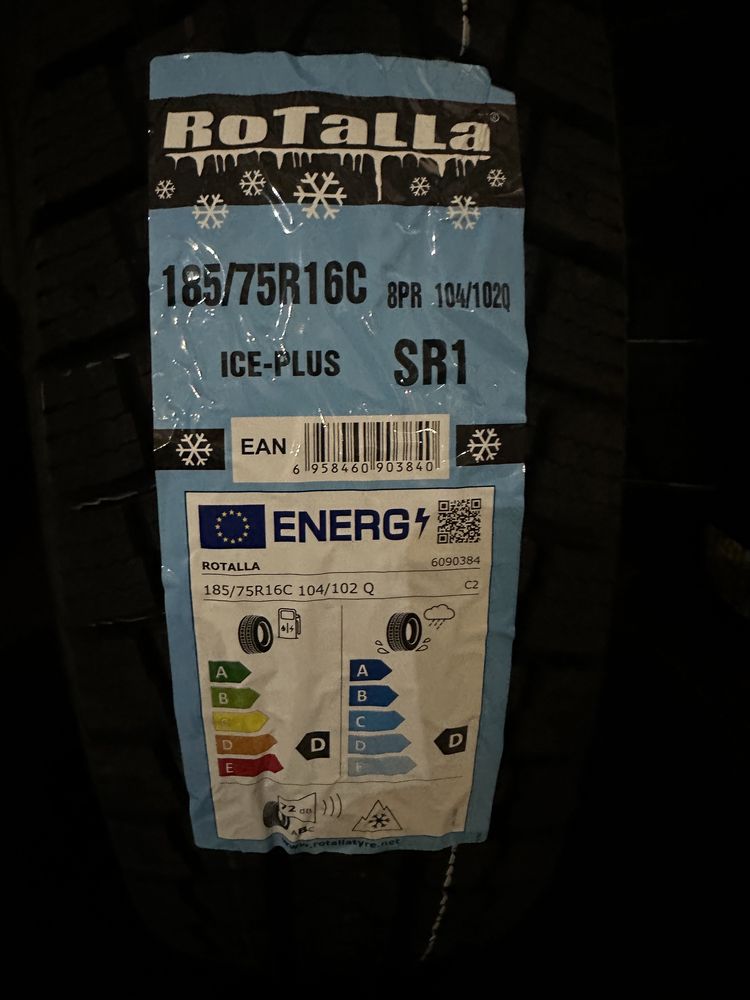 RoTaLLa®
185/75R16C 8PR 104/102Q
ICE-PLUS SR1
EAN
6 958460 903840
ENERG
ROTALLA 6090384
185/75R16C 104/102 Q C2
A A
B B
C C
D D D D
E E
72 dB
ABC
www.rotallatyre.net